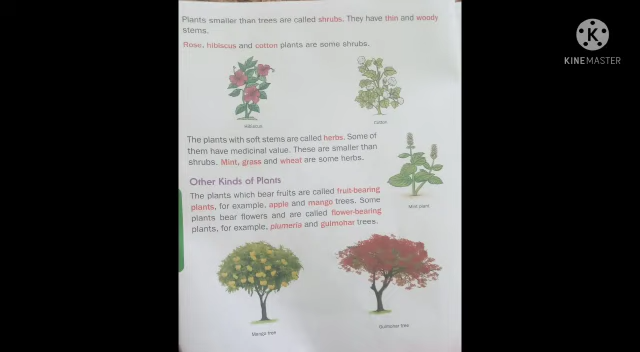 Plants smaller than trees are called shrubs. They have thin and woody
stems.
Rose, hibiscus and cotton plants are some shrubs.
Hibiscus
Cotton
The plants with soft stems are called herbs. Some of
them have medicinal value. These are smaller than
shrubs. Mint, grass and wheat are some herbs.
Mint plant
Other Kinds of Plants
The plants which bear fruits are called fruit-bearing
plants, for example, apple and mango trees. Some
plants bear flowers and are called flower-bearing
plants, for example, plumeria and gulmohar trees.
Mango tree
Gulmohar tree
K
KINEMASTER